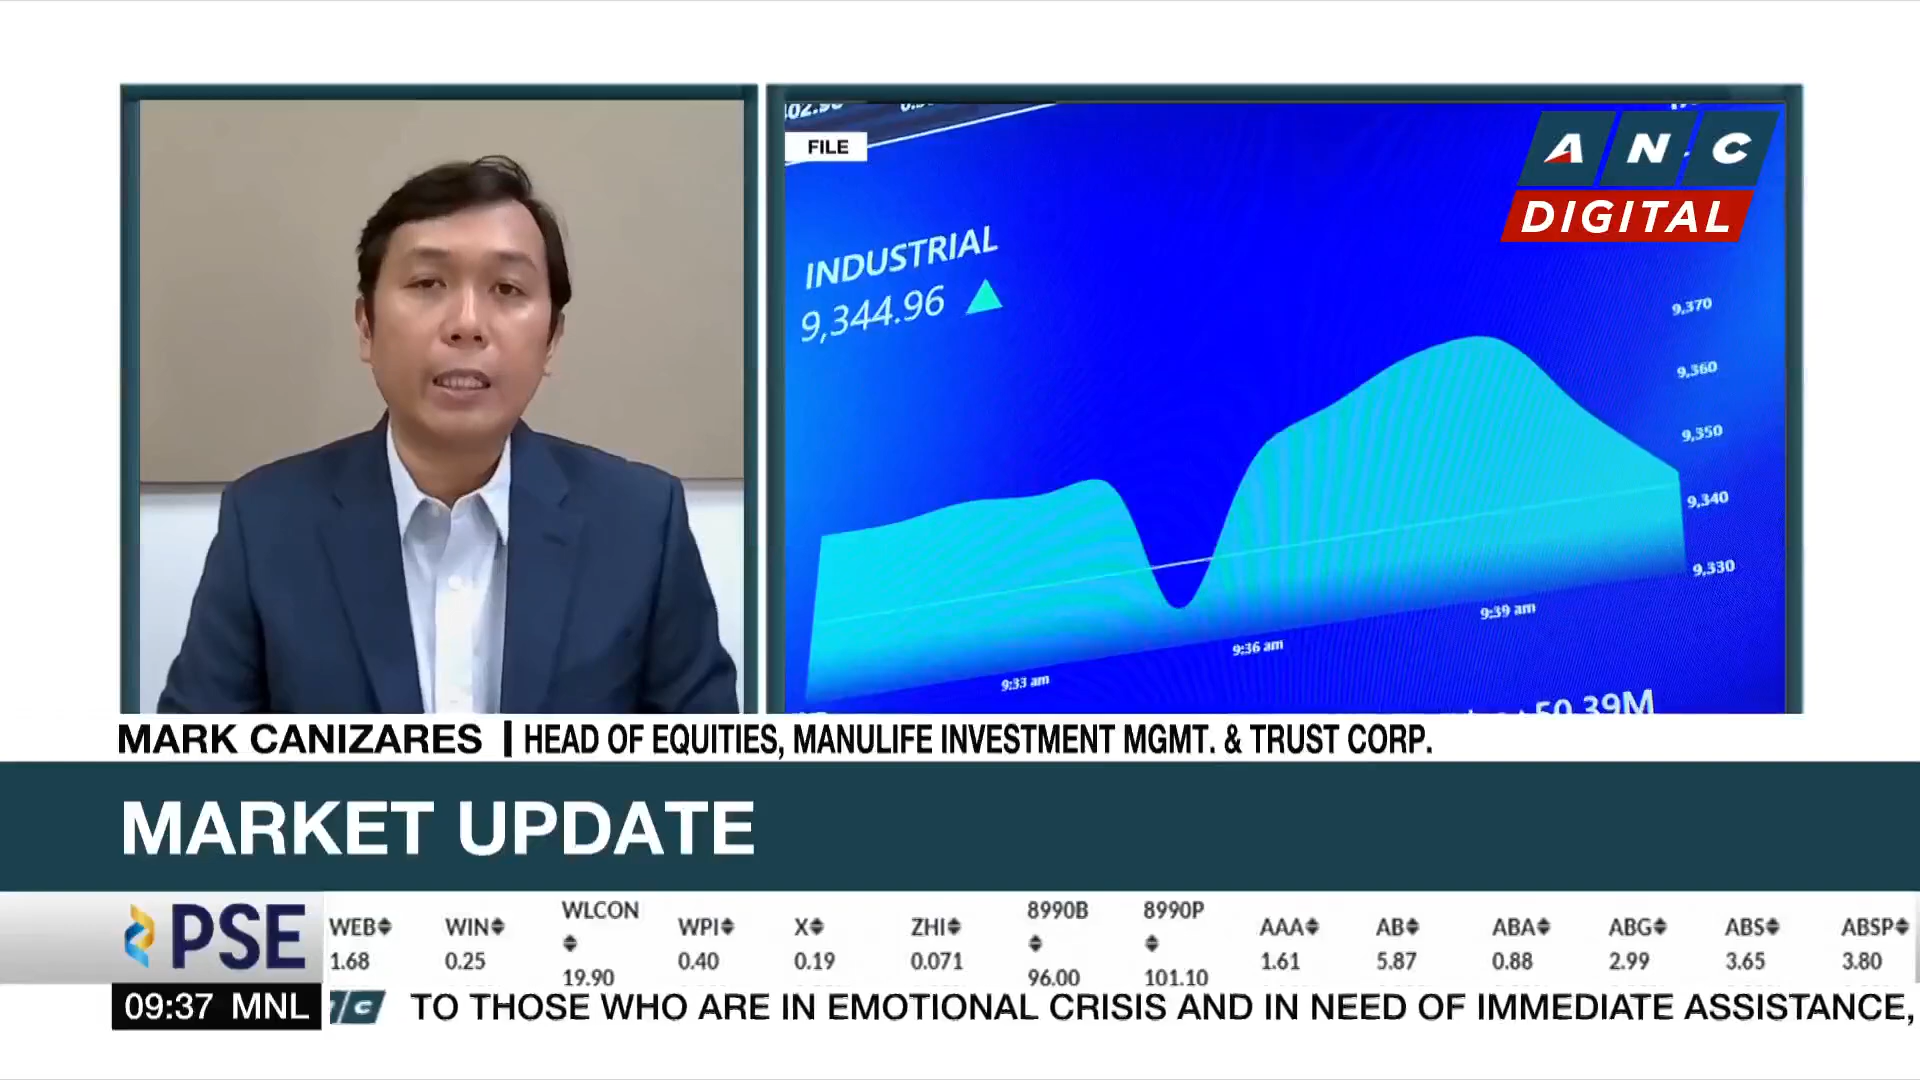 FILE
ANC
DIGITAL
INDUSTRIAL
9,344.96
9,370
9,360
9,350
9,340
9,330
9:33 am
9:36 am
9:39 am
50.39M
MARK CANIZARES | HEAD OF EQUITIES, MANULIFE INVESTMENT MGMT. & TRUST CORP.
MARKET UPDATE
PSE
WEB WIN WLCON WPI X ZHI 8990B 8990P AAA AB ABA ABG ABS ABSP
1.68 0.25 19.90 0.40 0.19 0.071 96.00 101.10 1.61 5.87 0.88 2.99 3.65 3.80
09:37 MNL
C TO THOSE WHO ARE IN EMOTIONAL CRISIS AND IN NEED OF IMMEDIATE ASSISTANCE,